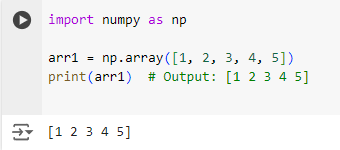 import numpy as np
arr1 = np.array([1, 2, 3, 4, 5])
print(arr1)  # Output: [1 2 3 4 5]
[1 2 3 4 5]